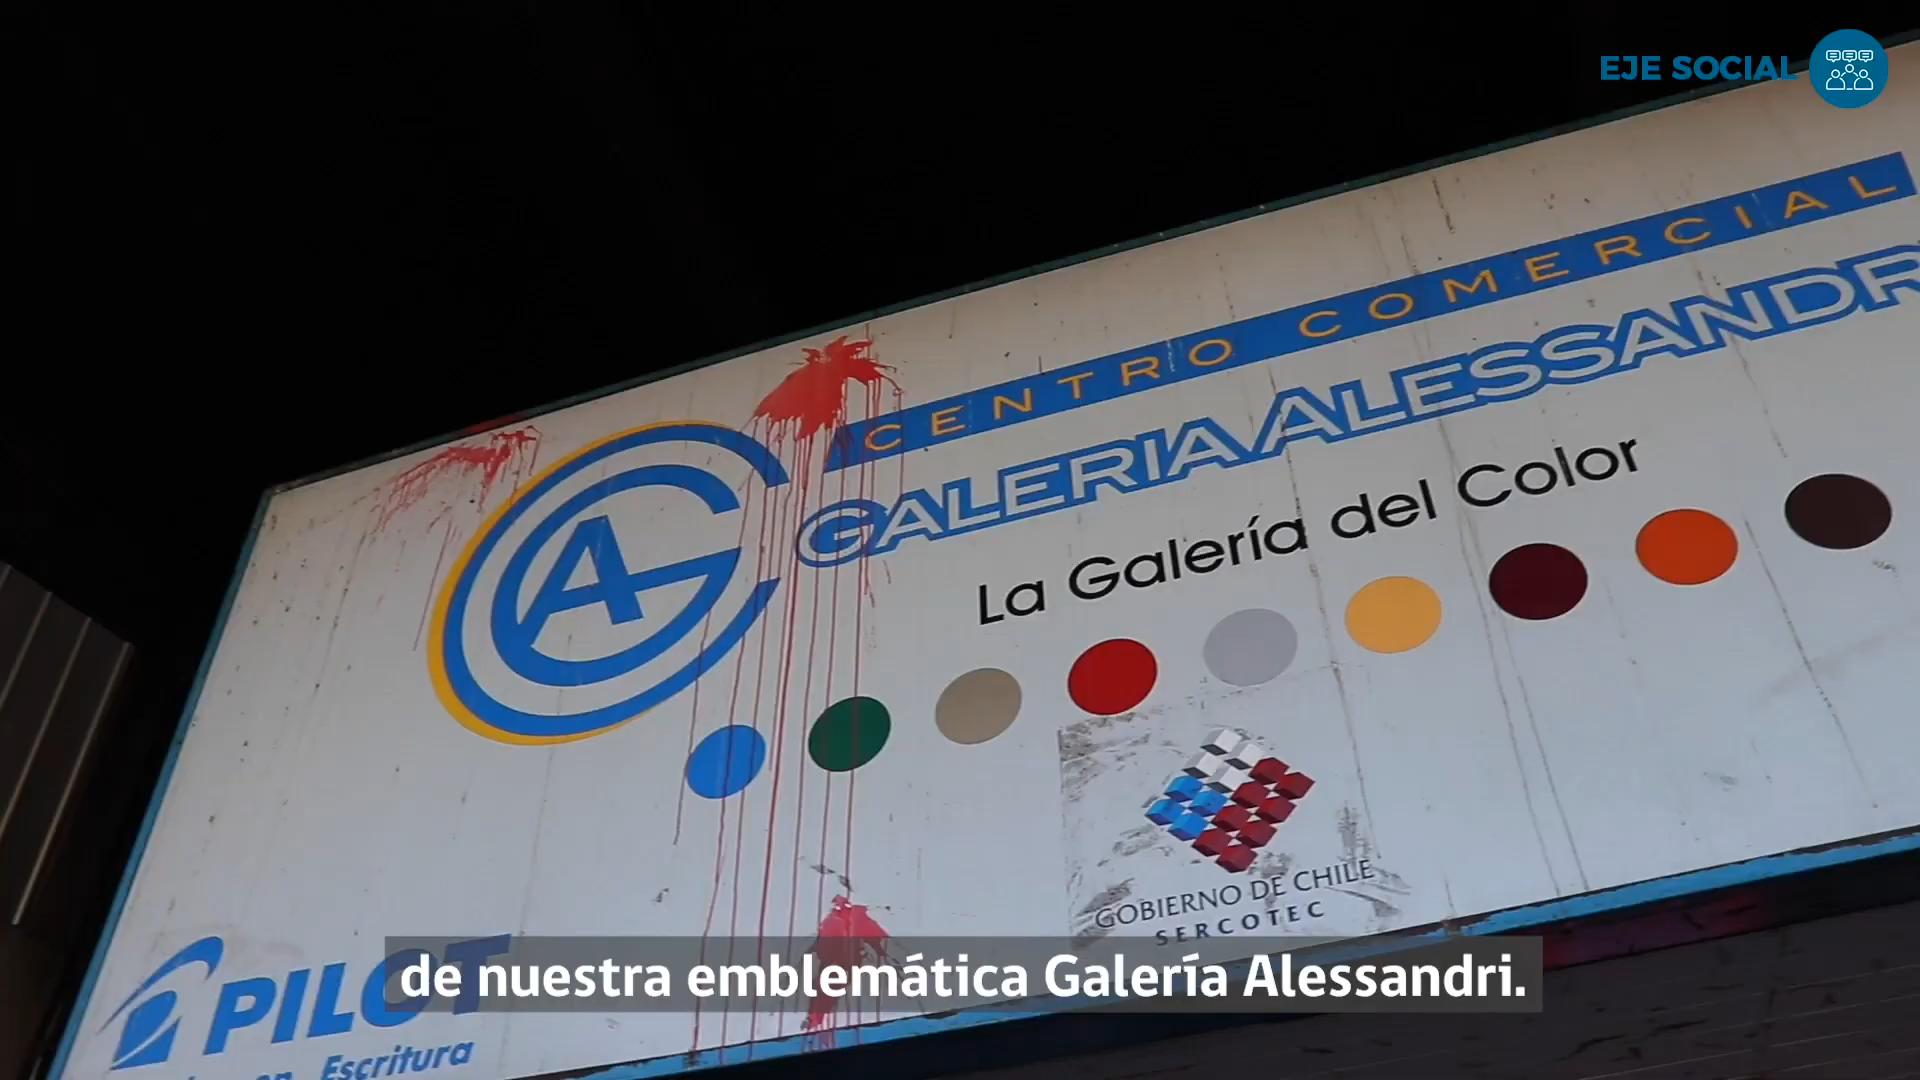 EJE SOCIAL
CENTRO COMERCIAL
GALERIA ALESSANDR
La Galería del Color
GOBIERNO DE CHILE
SERCOTEC
PILOT
Escritura
de nuestra emblemática Galería Alessandri.